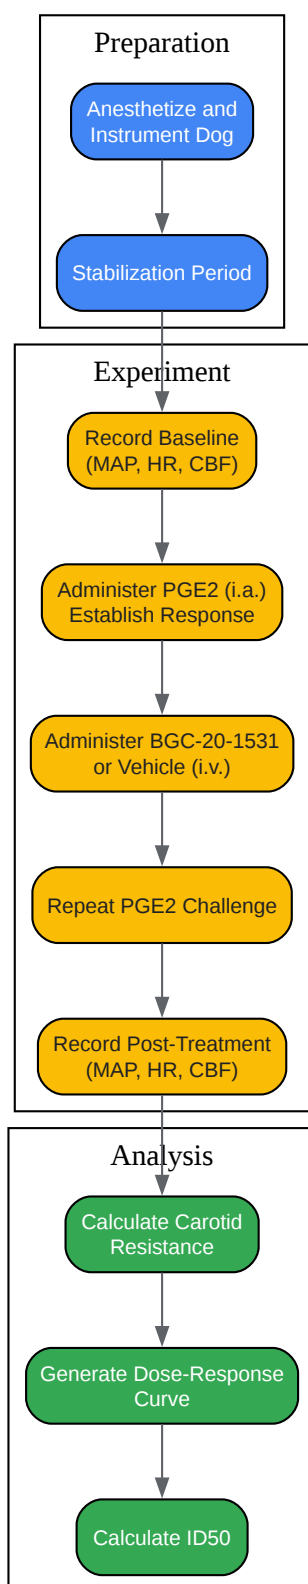 Preparation
Anesthetize and
Instrument Dog
Stabilization Period
Experiment
Record Baseline
(MAP, HR, CBF)
Administer PGE2 (i.a.)
Establish Response
Administer BGC-20-1531
or Vehicle (i.v.)
Repeat PGE2 Challenge
Record Post-Treatment
(MAP, HR, CBF)
Analysis
Calculate Carotid
Resistance
Generate Dose-Response
Curve
Calculate ID50